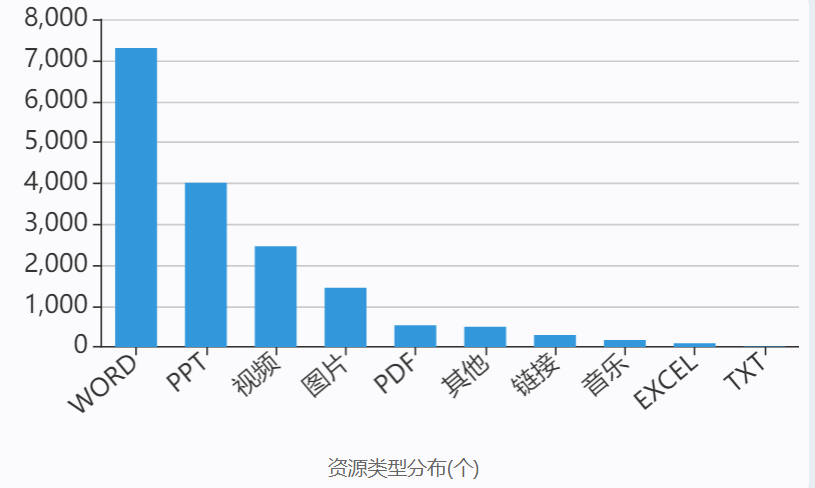 8,000
7,000
6,000
5,000
4,000
3,000
2,000
1,000
0
WORD
PPT
视频
图片
PDF
其他
链接
音乐
EXCEL
TXT
资源类型分布(个)